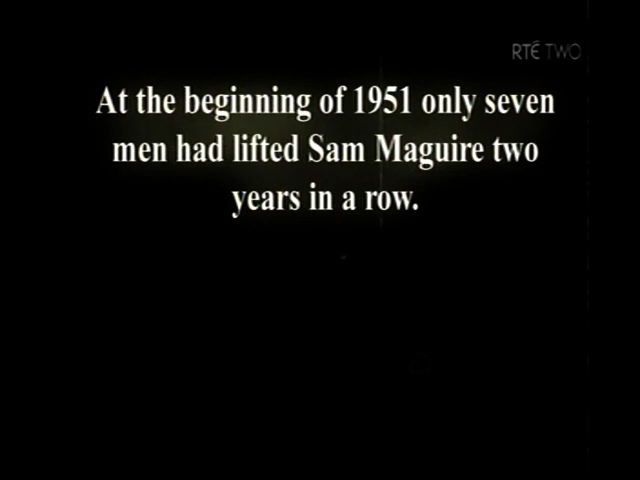 RTÉ TWO
At the beginning of 1951 only seven
men had lifted Sam Maguire two
years in a row.